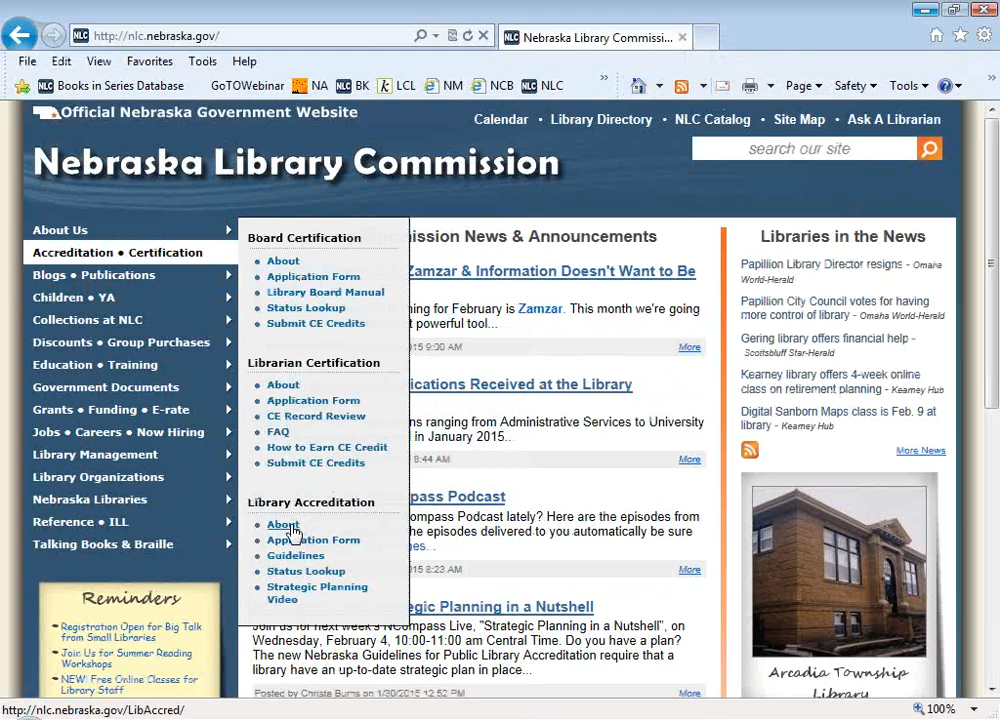 http://nlc.nebraska.gov/
NLC Nebraska Library Commissi...
File Edit View Favorites Tools Help
NLC Books in Series Database GoTOWebinar NA NLC BK k LCL NM NCB NLC » Page Safety Tools »
Official Nebraska Government Website
Calendar • Library Directory • NLC Catalog • Site Map • Ask A Librarian
Nebraska Library Commission
search our site
About Us
Accreditation • Certification
Blogs • Publications
Children • YA
Collections at NLC
Discounts • Group Purchases
Education • Training
Government Documents
Grants • Funding • E-rate
Jobs • Careers • Now Hiring
Library Management
Library Organizations
Nebraska Libraries
Reference • ILL
Talking Books & Braille
Reminders
Registration Open for Big Talk
from Small Libraries
Join Us for Summer Reading
Workshops
NEW! Free Online Classes for
Library Staff
Board Certification
About
Application Form
Library Board Manual
Status Lookup
Submit CE Credits
Librarian Certification
About
Application Form
CE Record Review
FAQ
How to Earn CE Credit
Submit CE Credits
Library Accreditation
About
Application Form
Guidelines
Status Lookup
Strategic Planning
Video
mission News & Announcements
Zamzar & Information Doesn't Want to Be
ning for February is Zamzar. This month we're going
t powerful tool...
015 9:00 AM
More
ications Received at the Library
ns ranging from Administrative Services to University
in January 2015..
8:44 AM
More
pass Podcast
Compass Podcast lately? Here are the episodes from
he episodes delivered to you automatically be sure
es...
015 8:23 AM
More
egic Planning in a Nutshell
Join us for next week's NCompass Live, "Strategic Planning in a Nutshell", on
Wednesday, February 4, 10:00-11:00 am Central Time. Do you have a plan?
The new Nebraska Guidelines for Public Library Accreditation require that a
library have an up-to-date strategic plan in place...
Posted by Christa Burns on 1/30/2015 12:52 PM
More
Libraries in the News
Papillion Library Director resigns - Omaha
World-Herald
Papillion City Council votes for having
more control of library - Omaha World-Herald
Gering library offers financial help -
Scottsbluff Star-Herald
Kearney library offers 4-week online
class on retirement planning - Kearney Hub
Digital Sanborn Maps class is Feb. 9 at
library - Kearney Hub
More News
Arcadia Township
Library
http://nlc.nebraska.gov/LibAccred/
100%